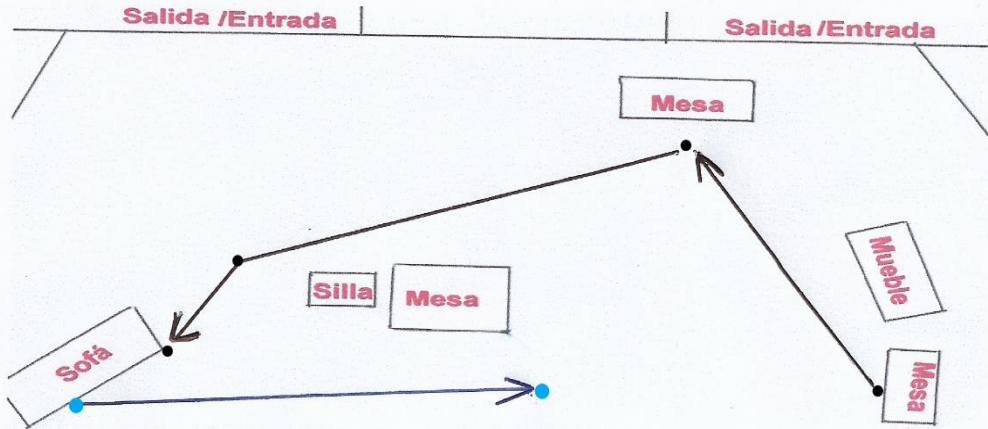 Salida /Entrada
Salida /Entrada
Mesa
Mueble
Silla
Mesa
Sofá
Mesa